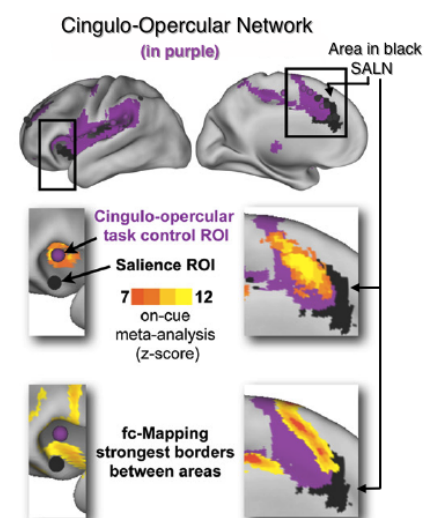 Cingulo-Opercular Network
(in purple)
Area in black
SALN
Cingulo-opercular
task control ROI
Salience ROI
7 12
on-cue
meta-analysis
(z-score)
fc-Mapping
strongest borders
between areas